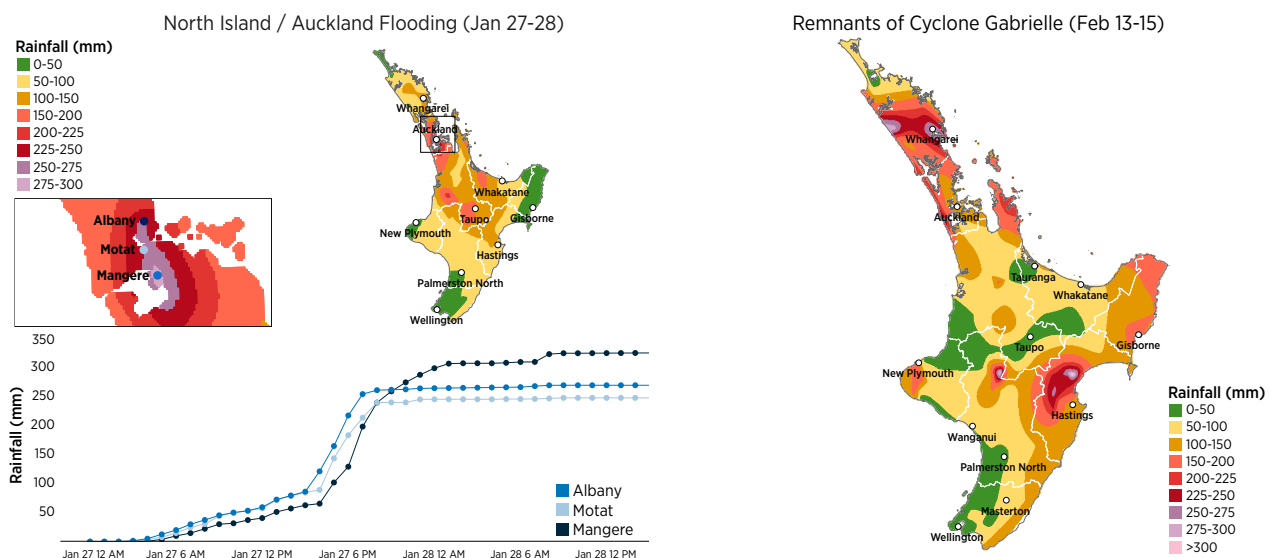 North Island / Auckland Flooding (Jan 27-28)
Rainfall (mm)
0-50
50-100
100-150
150-200
200-225
225-250
250-275
275-300
Whangarei
Auckland
Whakatane
Taupo
Gisborne
New Plymouth
Hastings
Palmerston North
Wellington
Albany
Motat
Mangere
Rainfall (mm)
350
300
250
200
150
100
50
Albany
Motat
Mangere
Jan 27 12 AM
Jan 27 6 AM
Jan 27 12 PM
Jan 27 6 PM
Jan 28 12 AM
Jan 28 6 AM
Jan 28 12 PM
Remnants of Cyclone Gabrielle (Feb 13-15)
Whangarei
Auckland
Tauranga
Whakatane
Taupo
Gisborne
New Plymouth
Hastings
Wanganui
Palmerston North
Masterton
Wellington
Rainfall (mm)
0-50
50-100
100-150
150-200
200-225
225-250
250-275
275-300
>300